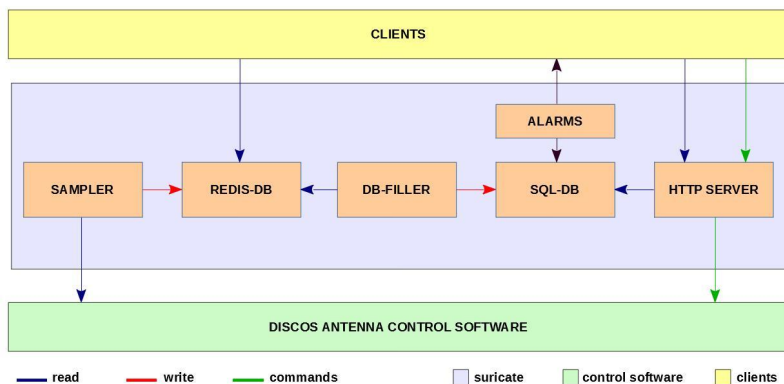 CLIENTS
ALARMS
SAMPLER
REDIS-DB
DB-FILLER
SQL-DB
HTTP SERVER
DISCOS ANTENNA CONTROL SOFTWARE
read
write
commands
suricate
control software
clients